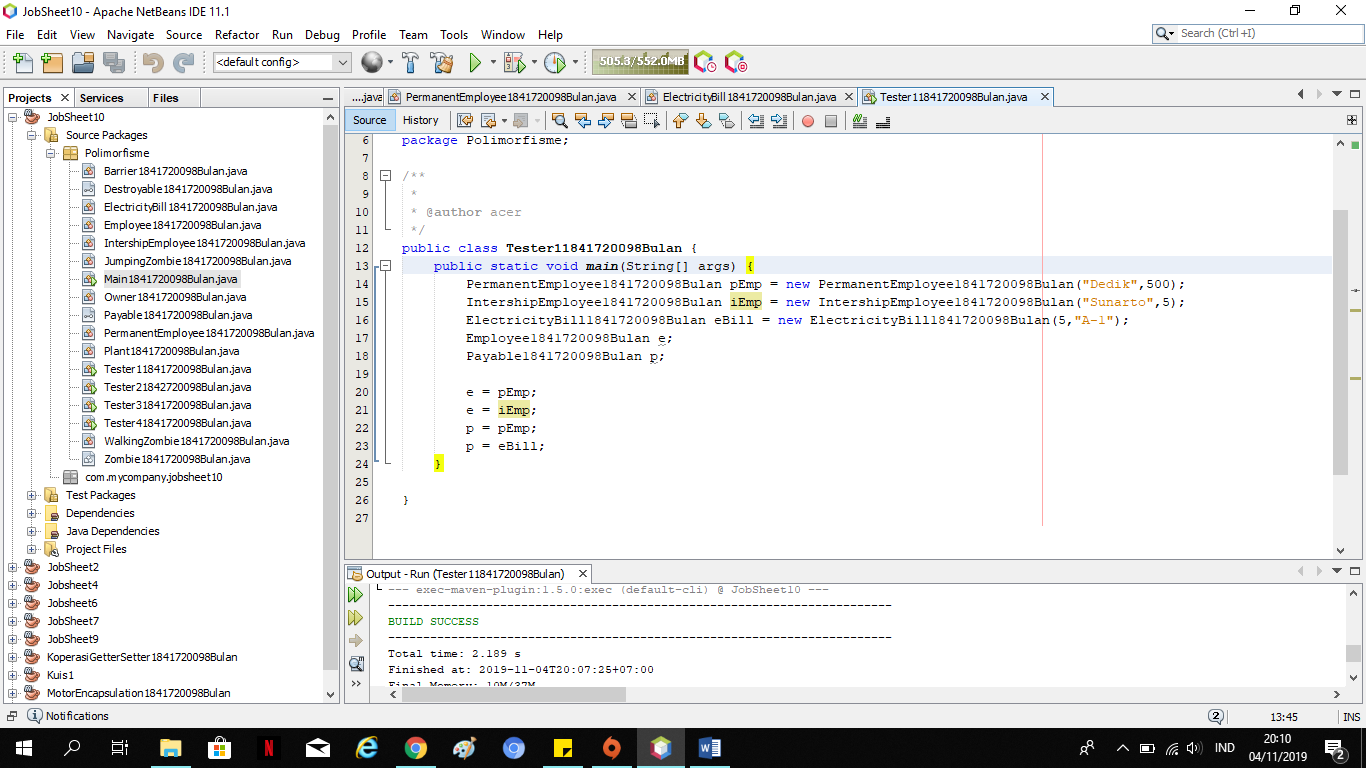 JobSheet10 - Apache NetBeans IDE 11.1
File Edit View Navigate Source Refactor Run Debug Profile Team Tools Window Help
Search (Ctrl+I)
<default config>
505.3/552.0MB
Projects
Services
Files
JobSheet10
Source Packages
Polimorfisme
Barrier1841720098Bulan.java
Destroyable1841720098Bulan.java
ElectricityBill1841720098Bulan.java
Employee1841720098Bulan.java
IntershipEmployee1841720098Bulan.java
JumpingZombie1841720098Bulan.java
Main1841720098Bulan.java
Owner1841720098Bulan.java
Payable1841720098Bulan.java
PermanentEmployee1841720098Bulan.java
Plant1841720098Bulan.java
Tester11841720098Bulan.java
Tester21842720098Bulan.java
Tester31841720098Bulan.java
Tester41841720098Bulan.java
WalkingZombie1841720098Bulan.java
Zombie1841720098Bulan.java
com.mycompany.jobsheet10
Test Packages
Dependencies
Java Dependencies
Project Files
JobSheet2
Jobsheet4
Jobsheet6
JobSheet7
JobSheet9
KoperasiGetterSetter1841720098Bulan
Kuis1
MotorEncapsulation1841720098Bulan
....java
PermanentEmployee1841720098Bulan.java
ElectricityBill1841720098Bulan.java
Tester11841720098Bulan.java
Source
History
6 package Polimorfisme;
7
8 /**
9 *
10 * @author acer
11 */
12 public class Tester11841720098Bulan {
13 public static void main(String[] args) {
14 PermanentEmployee1841720098Bulan pEmp = new PermanentEmployee1841720098Bulan("Dedik",500);
15 IntershipEmployee1841720098Bulan iEmp = new IntershipEmployee1841720098Bulan("Sunarto",5);
16 ElectricityBill1841720098Bulan eBill = new ElectricityBill1841720098Bulan(5,"A-1");
17 Employee1841720098Bulan e;
18 Payable1841720098Bulan p;
19
20 e = pEmp;
21 e = iEmp;
22 p = pEmp;
23 p = eBill;
24 }
25
26 }
27
Output - Run (Tester11841720098Bulan)
--- exec-maven-plugin:1.5.0:exec (default-cli) @ JobSheet10 ---
------------------------------------------------------------------------
BUILD SUCCESS
------------------------------------------------------------------------
Total time: 2.189 s
Finished at: 2019-11-04T20:07:25+07:00
Final Memory: 10M/37M
Notifications
2
13:45
INS
IND
20:10
04/11/2019
2